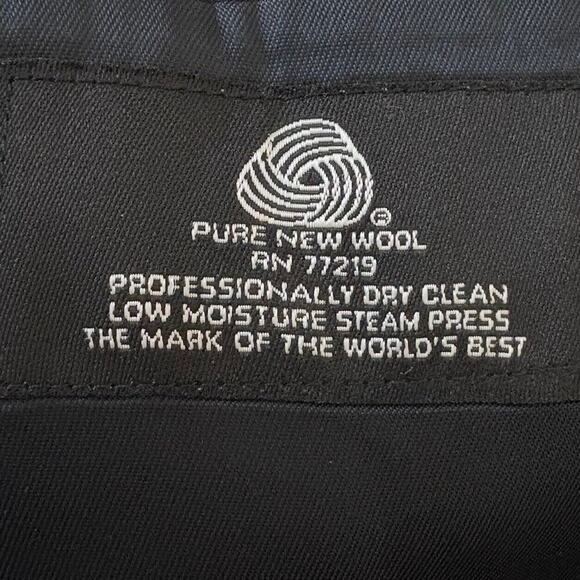 ®
PURE NEW WOOL
RN 77219
PROFESSIONALLY DRY CLEAN
LOW MOISTURE STEAM PRESS
THE MARK OF THE WORLD'S BEST